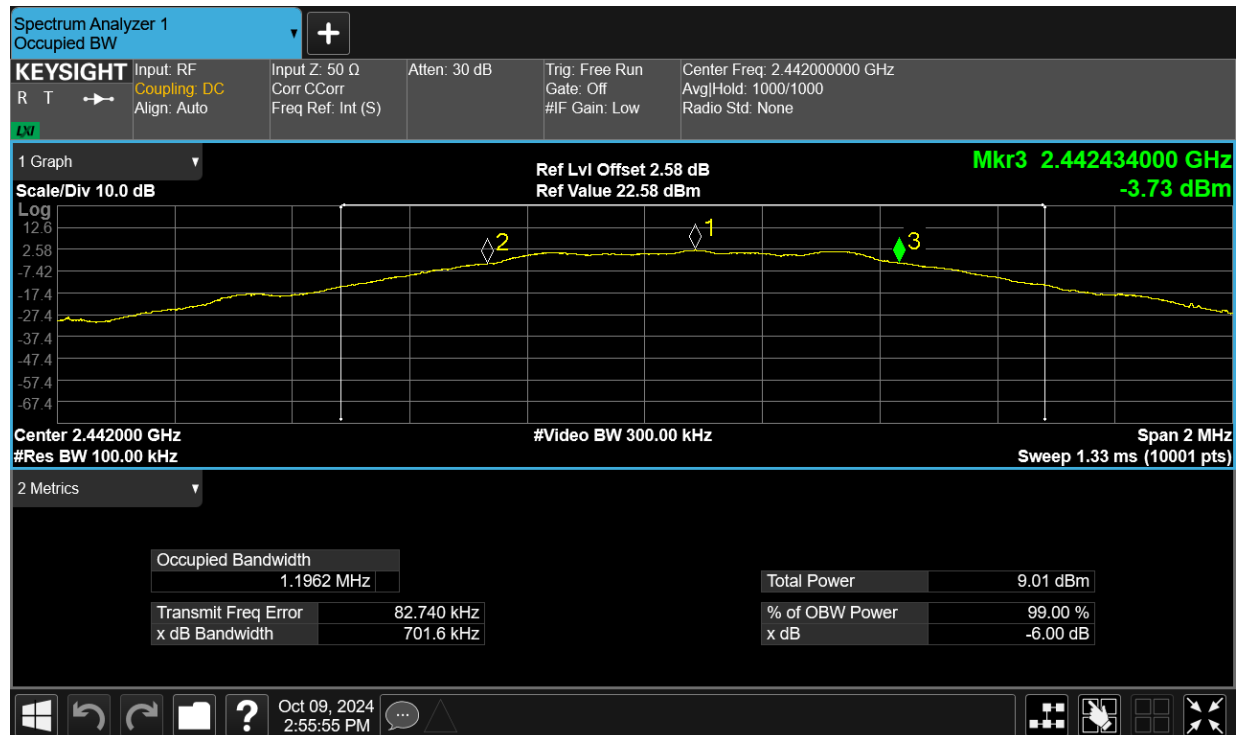 Spectrum Analyzer 1
Occupied BW
KEYSIGHT
R T
LXI
Input: RF
Coupling: DC
Align: Auto
Input Z: 50 Ω
Corr CCorr
Freq Ref: Int (S)
Atten: 30 dB
Trig: Free Run
Gate: Off
#IF Gain: Low
Center Freq: 2.442000000 GHz
Avg|Hold: 1000/1000
Radio Std: None
1 Graph
Scale/Div 10.0 dB
Ref Lvl Offset 2.58 dB
Ref Value 22.58 dBm
Mkr3 2.442434000 GHz
-3.73 dBm
Log
12.6
2.58
-7.42
-17.4
-27.4
-37.4
-47.4
-57.4
-67.4
2
1
3
Center 2.442000 GHz
#Res BW 100.00 kHz
#Video BW 300.00 kHz
Span 2 MHz
Sweep 1.33 ms (10001 pts)
2 Metrics
Occupied Bandwidth
1.1962 MHz
Transmit Freq Error 82.740 kHz
x dB Bandwidth 701.6 kHz
Total Power 9.01 dBm
% of OBW Power 99.00 %
x dB -6.00 dB
?
Oct 09, 2024
2:55:55 PM